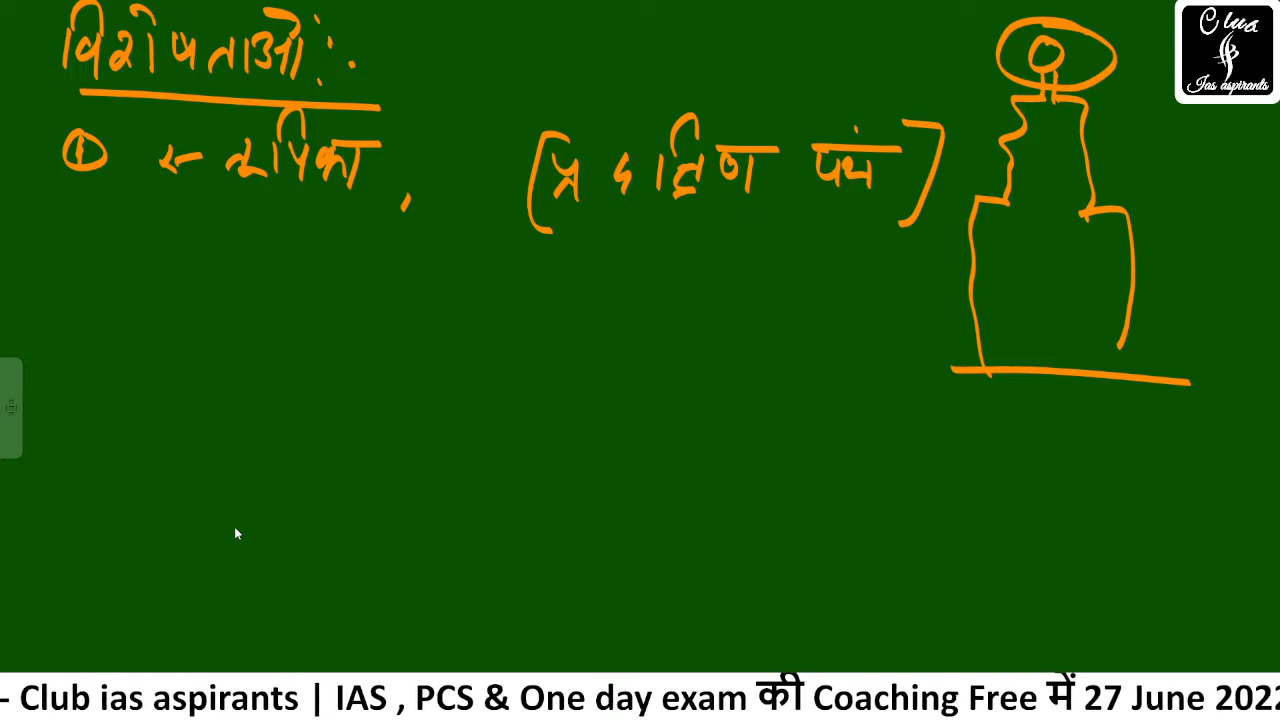 विशेषताओं :
① स्तूपिका, [प्रदक्षिण पथ]
Club
Ias aspirants
- Club ias aspirants | IAS , PCS & One day exam की Coaching Free में 27 June 2022